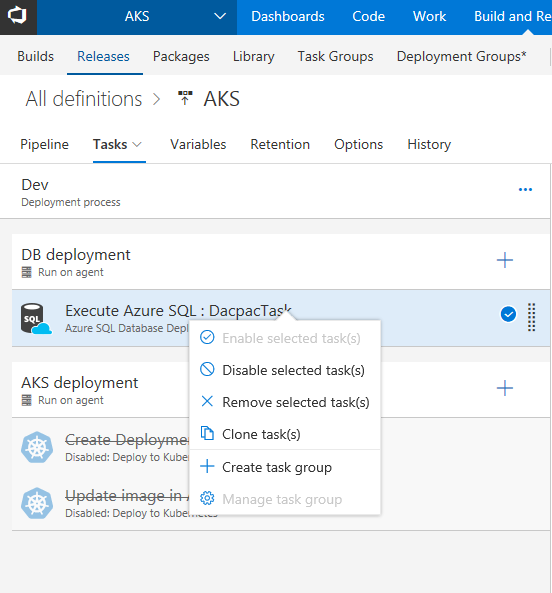 AKS
Dashboards Code Work Build and Re
Builds Releases Packages Library Task Groups Deployment Groups*
All definitions > AKS
Pipeline Tasks Variables Retention Options History
Dev
Deployment process
...
DB deployment
Run on agent
Execute Azure SQL : DacpacTask
SQL
Azure SQL Database Depl
Enable selected task(s)
Disable selected task(s)
Remove selected task(s)
Clone task(s)
Create task group
Manage task group
AKS deployment
Run on agent
Create Deployme
Disabled: Deploy to Kubernetes
Update image in A
Disabled: Deploy to Kubernetes